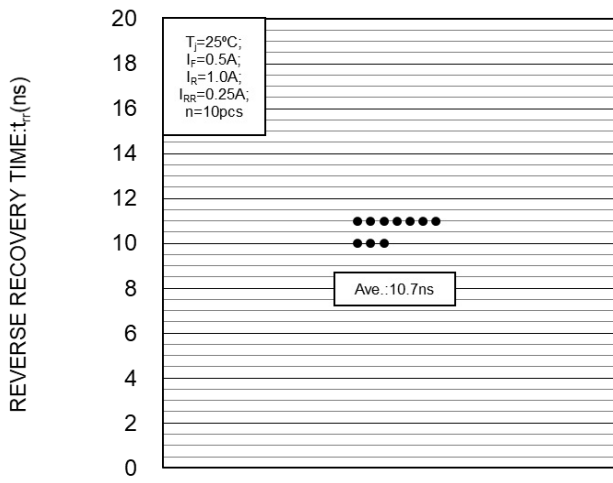 REVERSE RECOVERY TIME:trr(ns)
20
18
16
14
12
10
8
6
4
2
0
Tj=25ºC;
IF=0.5A;
IR=1.0A;
IRR=0.25A;
n=10pcs
Ave.:10.7ns